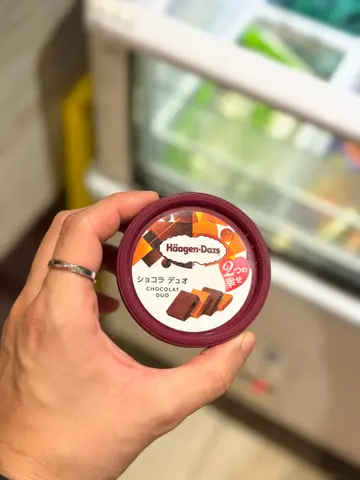 Häagen-Dazs
ショコラ デュオ
CHOCOLAT
DUO
2つの
幸せ